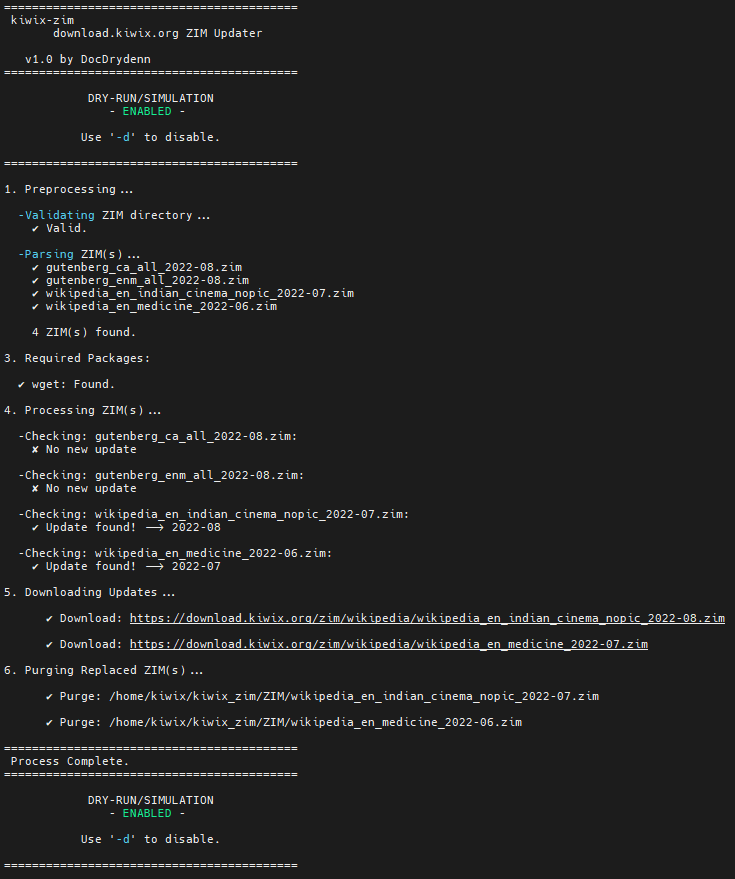 ==========================================
kiwix-zim
download.kiwix.org ZIM Updater
v1.0 by DocDrydenn
==========================================
DRY-RUN/SIMULATION
- ENABLED -
Use '-d' to disable.
==========================================
1. Preprocessing...
-Validating ZIM directory...
✔ Valid.
-Parsing ZIM(s)...
✔ gutenberg_ca_all_2022-08.zim
✔ gutenberg_enm_all_2022-08.zim
✔ wikipedia_en_indian_cinema_nopic_2022-07.zim
✔ wikipedia_en_medicine_2022-06.zim
4 ZIM(s) found.
3. Required Packages:
✔ wget: Found.
4. Processing ZIM(s)...
-Checking: gutenberg_ca_all_2022-08.zim:
✘ No new update
-Checking: gutenberg_enm_all_2022-08.zim:
✘ No new update
-Checking: wikipedia_en_indian_cinema_nopic_2022-07.zim:
✔ Update found! --> 2022-08
-Checking: wikipedia_en_medicine_2022-06.zim:
✔ Update found! --> 2022-07
5. Downloading Updates...
✔ Download: https://download.kiwix.org/zim/wikipedia/wikipedia_en_indian_cinema_nopic_2022-08.zim
✔ Download: https://download.kiwix.org/zim/wikipedia/wikipedia_en_medicine_2022-07.zim
6. Purging Replaced ZIM(s)...
✔ Purge: /home/kiwix/kiwix_zim/ZIM/wikipedia_en_indian_cinema_nopic_2022-07.zim
✔ Purge: /home/kiwix/kiwix_zim/ZIM/wikipedia_en_medicine_2022-06.zim
==========================================
Process Complete.
==========================================
DRY-RUN/SIMULATION
- ENABLED -
Use '-d' to disable.
==========================================